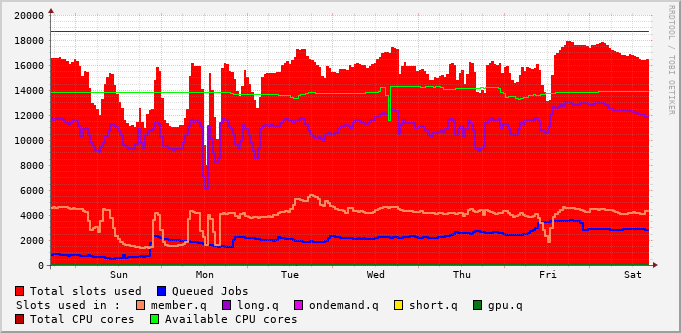 20000
18000
16000
14000
12000
10000
8000
6000
4000
2000
0
Sun Mon Tue Wed Thu Fri Sat
RRDTOOL / TOBI OETIKER
Total slots used Queued Jobs
Slots used in : member.q long.q ondemand.q short.q gpu.q
Total CPU cores Available CPU cores